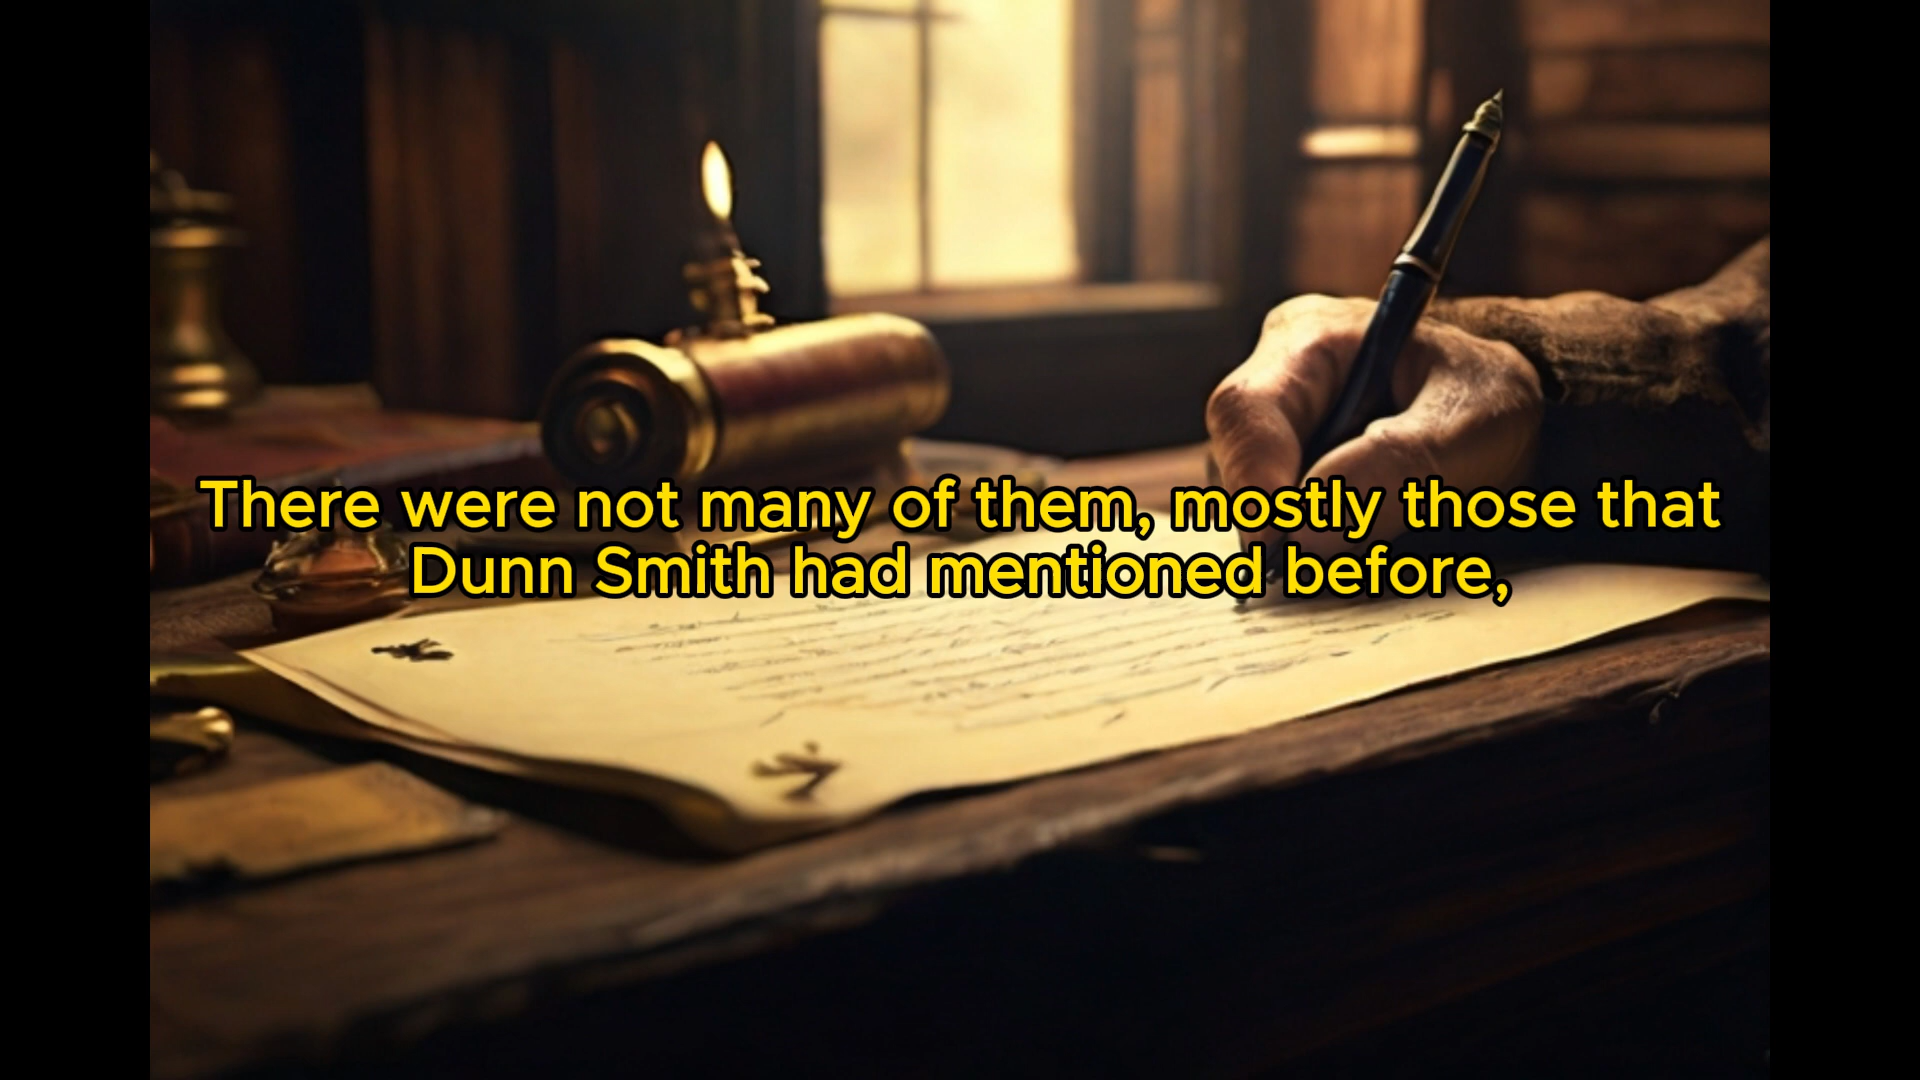 There were not many of them, mostly those that
Dunn Smith had mentioned before,